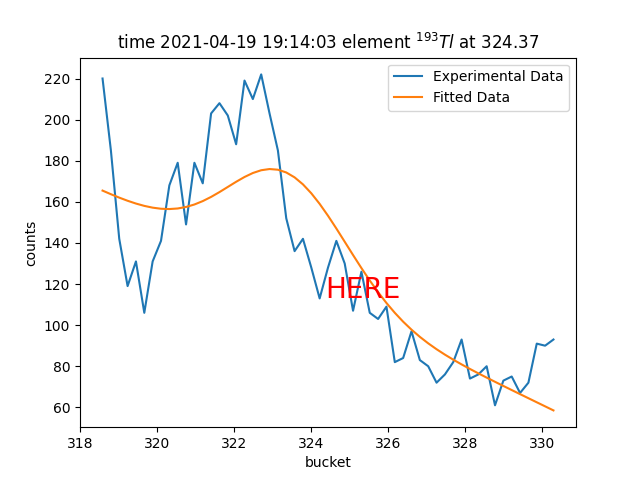 time 2021-04-19 19:14:03 element ¹⁹³Tl at 324.37
Experimental Data
Fitted Data
counts
220
200
180
160
140
120
100
80
60
HERE
318 320 322 324 326 328 330
bucket